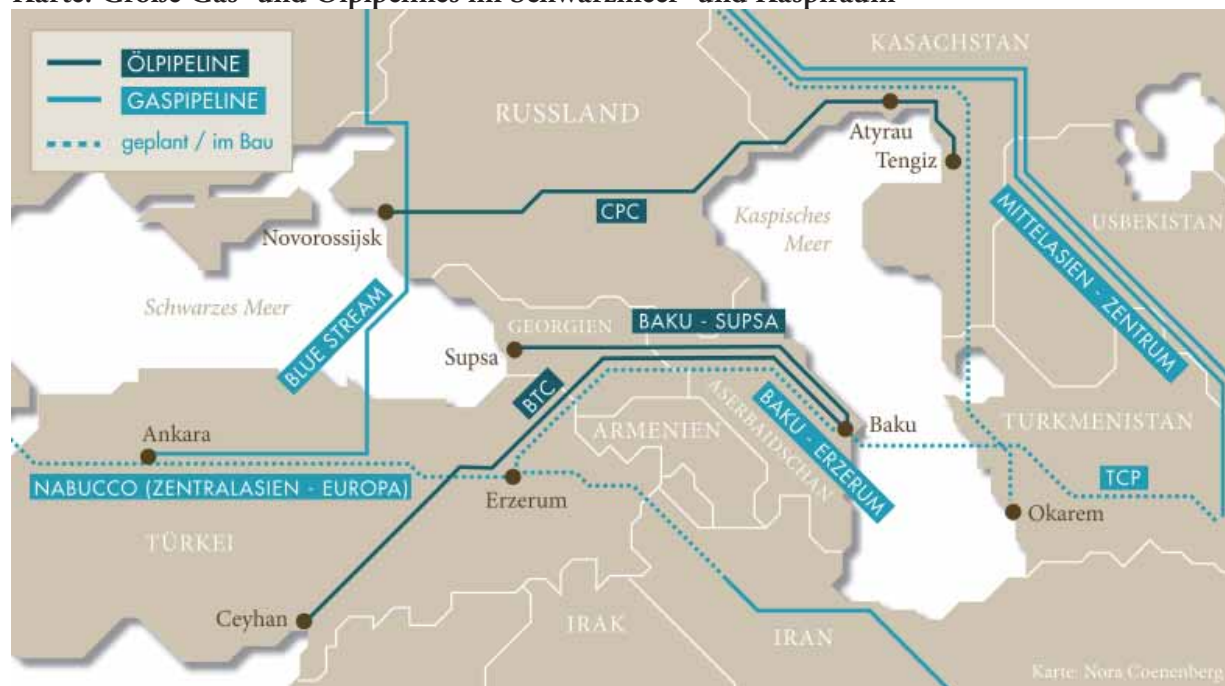 Karte: Große Gas- und Ölpipelines im Schwarzmeer- und Kaspiraum
ÖLPIPELINE
GASPIPELINE
geplant / im Bau
KASACHSTAN
RUSSLAND
Atyrau
Tengiz
CPC
Kaspisches
Meer
USBEKISTAN
MITTELASIEN - ZENTRUM
Novorossijsk
Schwarzes Meer
BLUE STREAM
GEORGIEN
BAKU - SUPSA
Supsa
BTC
ASERBAIDSCHAN
BAKU - ERZERUM
Baku
TURKMENISTAN
Ankara
ARMENIEN
NABUCCO (ZENTRALASIEN - EUROPA)
Erzerum
TCP
Okarem
TÜRKEI
Ceyhan
IRAK
IRAN
Karte: Nora Coenenberg